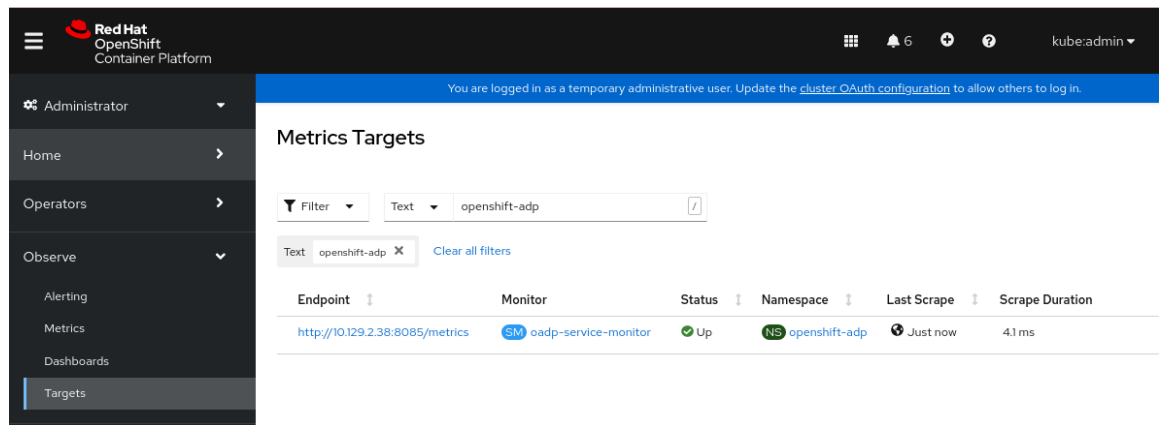 Red Hat
OpenShift
Container Platform
6
kube:admin
You are logged in as a temporary administrative user. Update the cluster OAuth configuration to allow others to log in.
Administrator
Home
Operators
Observe
Alerting
Metrics
Dashboards
Targets
Metrics Targets
Filter Text openshift-adp /
Text openshift-adp Clear all filters
Endpoint Monitor Status Namespace Last Scrape Scrape Duration
http://10.129.2.38:8085/metrics SM oadp-service-monitor Up NS openshift-adp Just now 4.1 ms